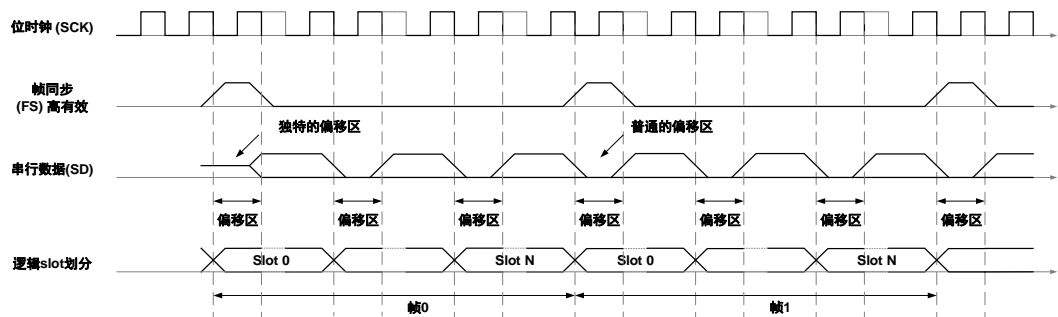 位时钟 (SCK)
帧同步
(FS) 高有效
独特的偏移区
普通的偏移区
串行数据(SD)
偏移区 偏移区 偏移区 偏移区 偏移区 偏移区 偏移区
逻辑slot划分
Slot 0 Slot N Slot 0 Slot N
帧0 帧1